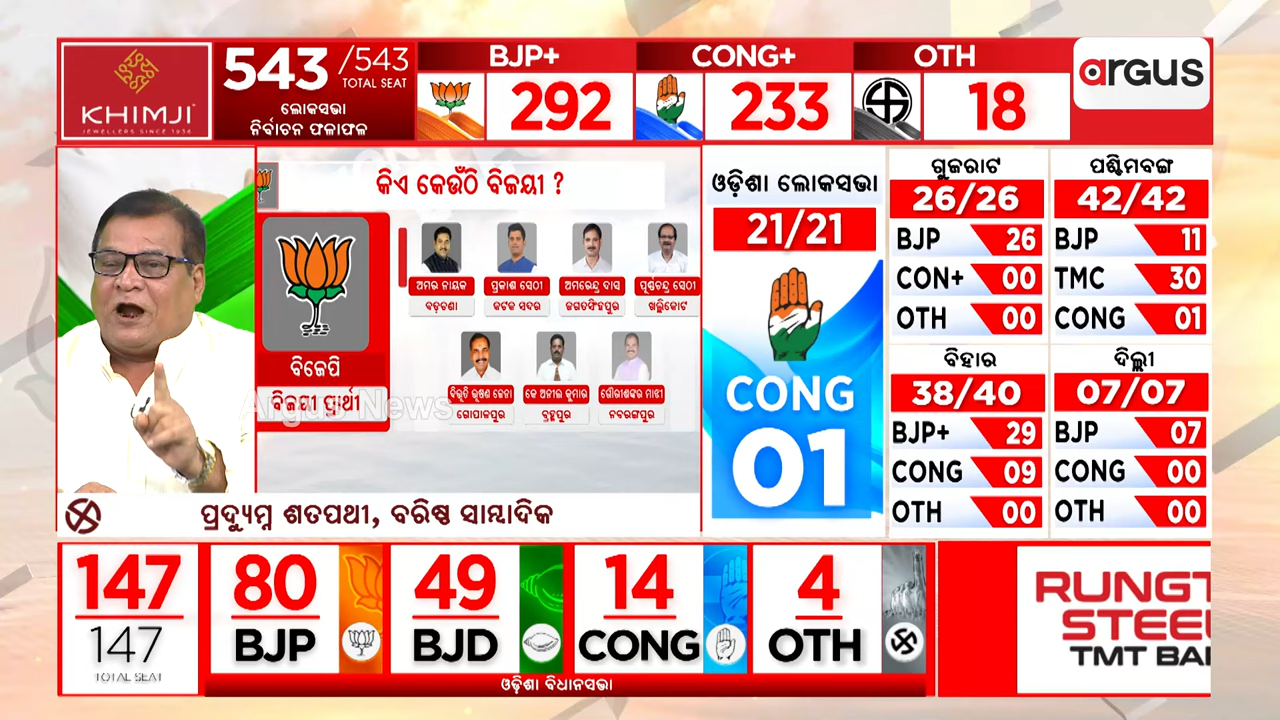 KHIMJI
JEWELLERS SINCE 1936
543 /543
TOTAL SEAT
ଲୋକସଭା
ନିର୍ବାଚନ ଫଳାଫଳ
BJP+
292
CONG+
233
OTH
18
argus
କିଏ କେଉଁଠି ବିଜୟୀ ?
ବିଜେପି
ବିଜୟୀ ପ୍ରାର୍ଥୀ
ଅମର ନାୟକ
ବଡ଼ଚଣା
ପ୍ରକାଶ ସେଠୀ
କଟକ ସଦର
ଅମରେନ୍ଦ୍ର ଦାସ
ଜଗତସିଂହପୁର
ପୂର୍ଣ୍ଣଚନ୍ଦ୍ର ସେଠୀ
ଖଲ୍ଲିକୋଟ
ବିଭୂତି ଭୂଷଣ ଜେନା
ଗୋପାଳପୁର
କେ ଅନୀଲ କୁମାର
ବ୍ରହ୍ମପୁର
ଗୌରୀଶଙ୍କର ମାଝୀ
ନବରଙ୍ଗପୁର
Argus News
ପ୍ରଦ୍ୟୁମ୍ନ ଶତପଥୀ, ବରିଷ୍ଠ ସାମ୍ବାଦିକ
ଓଡ଼ିଶା ଲୋକସଭା
21/21
CONG
01
ଗୁଜରାଟ
26/26
BJP 26
CON+ 00
OTH 00
ପଶ୍ଚିମବଙ୍ଗ
42/42
BJP 11
TMC 30
CONG 01
ବିହାର
38/40
BJP+ 29
CONG 09
OTH 00
ଦିଲ୍ଲୀ
07/07
BJP 07
CONG 00
OTH 00
147
147
TOTAL SEAT
80
BJP
49
BJD
14
CONG
4
OTH
ଓଡ଼ିଶା ବିଧାନସଭା
RUNGT
STEE
TMT BA